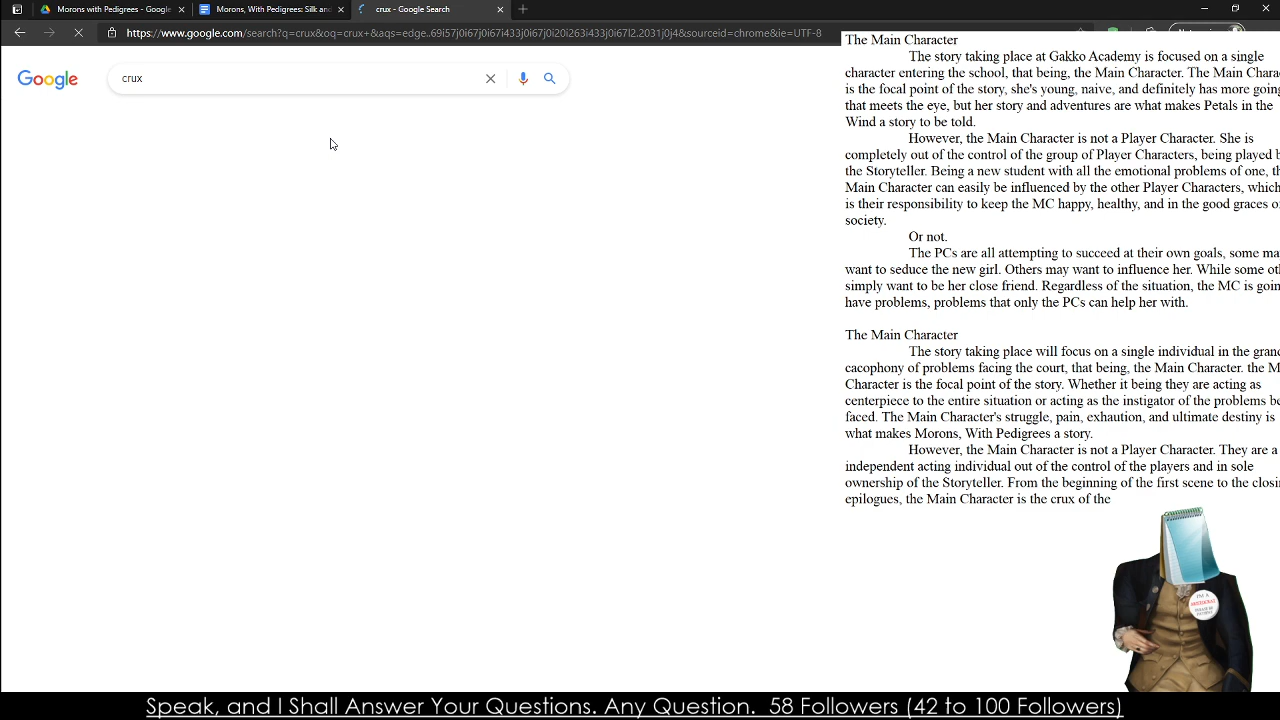 Morons with Pedigrees - Google
Morons, With Pedigrees: Silk and
crux - Google Search
https://www.google.com/search?q=crux&oq=crux+&aqs=edge..69i57j0i67j0i67i433j0i67j0i20i263i433j0i67l2.2031j0j4&sourceid=chrome&ie=UTF-8
Google
crux
The Main Character
The story taking place at Gakko Academy is focused on a single
character entering the school, that being, the Main Character. The Main Charac
is the focal point of the story, she's young, naive, and definitely has more going
that meets the eye, but her story and adventures are what makes Petals in the
Wind a story to be told.
However, the Main Character is not a Player Character. She is
completely out of the control of the group of Player Characters, being played b
the Storyteller. Being a new student with all the emotional problems of one, th
Main Character can easily be influenced by the other Player Characters, which
is their responsibility to keep the MC happy, healthy, and in the good graces o
society.
Or not.
The PCs are all attempting to succeed at their own goals, some ma
want to seduce the new girl. Others may want to influence her. While some oth
simply want to be her close friend. Regardless of the situation, the MC is goin
have problems, problems that only the PCs can help her with.
The Main Character
The story taking place will focus on a single individual in the grand
cacophony of problems facing the court, that being, the Main Character. the M
Character is the focal point of the story. Whether it being they are acting as
centerpiece to the entire situation or acting as the instigator of the problems be
faced. The Main Character's struggle, pain, exhaution, and ultimate destiny is
what makes Morons, With Pedigrees a story.
However, the Main Character is not a Player Character. They are a
independent acting individual out of the control of the players and in sole
ownership of the Storyteller. From the beginning of the first scene to the closi
epilogues, the Main Character is the crux of the
I'M A
Speak, and I Shall Answer Your Questions. Any Question. 58 Followers (42 to 100 Followers)